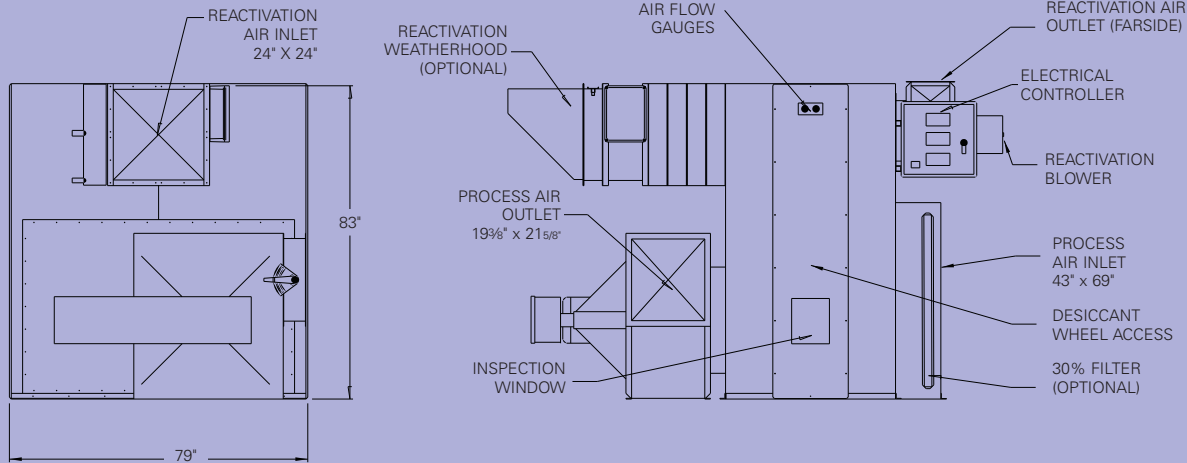 REACTIVATION
AIR INLET
24" X 24"
83"
79"
REACTIVATION
WEATHERHOOD
(OPTIONAL)
AIR FLOW
GAUGES
REACTIVATION AIR
OUTLET (FARSIDE)
ELECTRICAL
CONTROLLER
REACTIVATION
BLOWER
PROCESS AIR
OUTLET
19⅜" x 215/8"
PROCESS
AIR INLET
43" x 69"
DESICCANT
WHEEL ACCESS
INSPECTION
WINDOW
30% FILTER
(OPTIONAL)